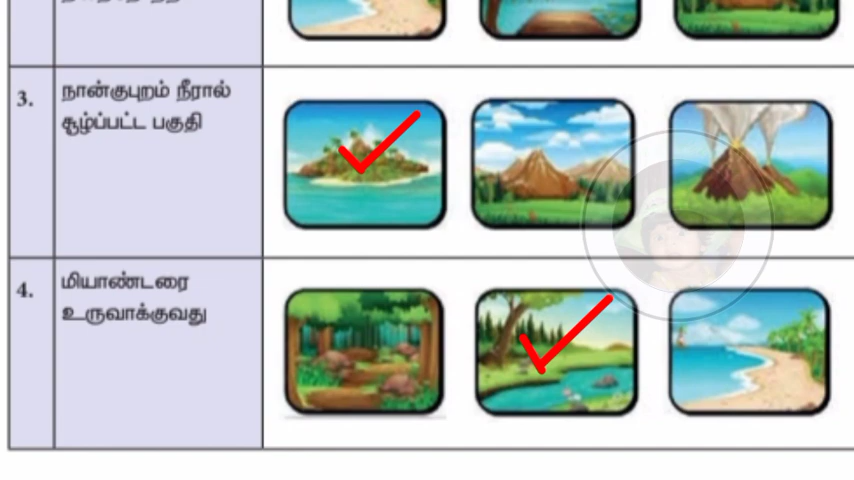 3.
நான்குபுறம் நீரால்
சூழ்ப்பட்ட பகுதி
4.
மியாண்டரை
உருவாக்குவது